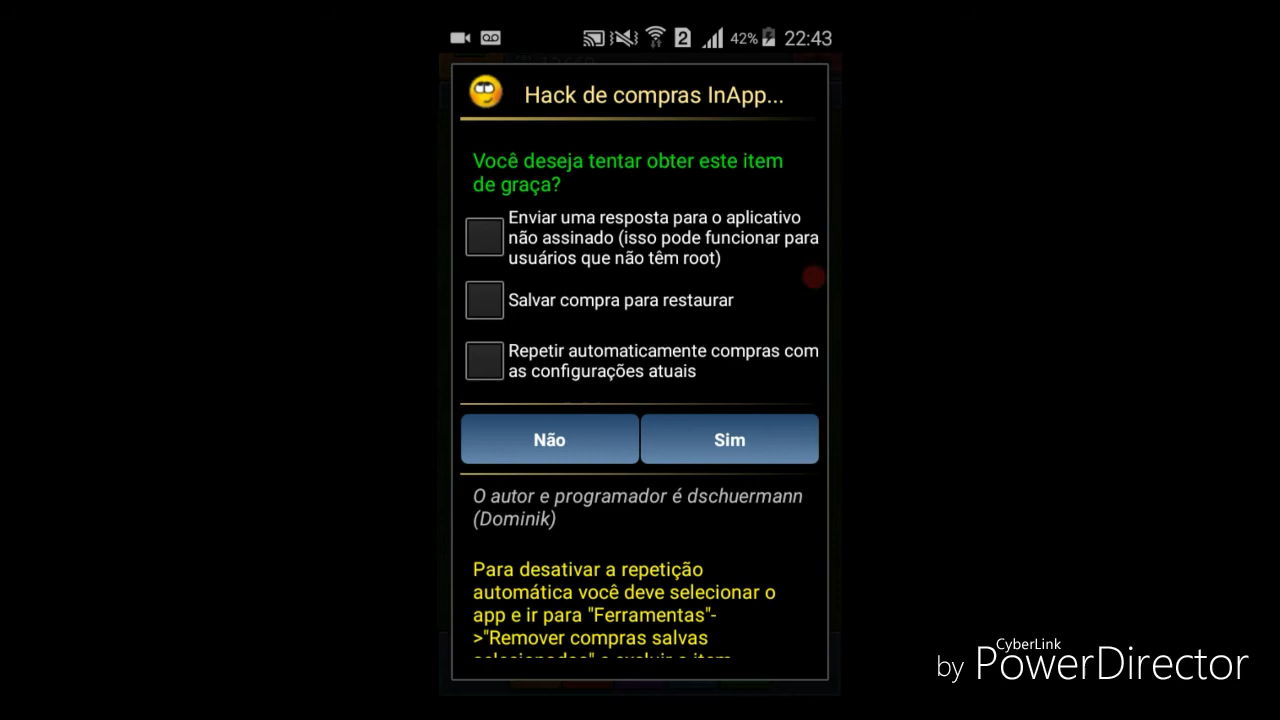 2 42% 22:43
Hack de compras InApp...
Você deseja tentar obter este item
de graça?
Enviar uma resposta para o aplicativo
não assinado (isso pode funcionar para
usuários que não têm root)
Salvar compra para restaurar
Repetir automaticamente compras com
as configurações atuais
Não Sim
O autor e programador é dschuermann
(Dominik)
Para desativar a repetição
automática você deve selecionar o
app e ir para "Ferramentas"-
>"Remover compras salvas
CyberLink
by PowerDirector